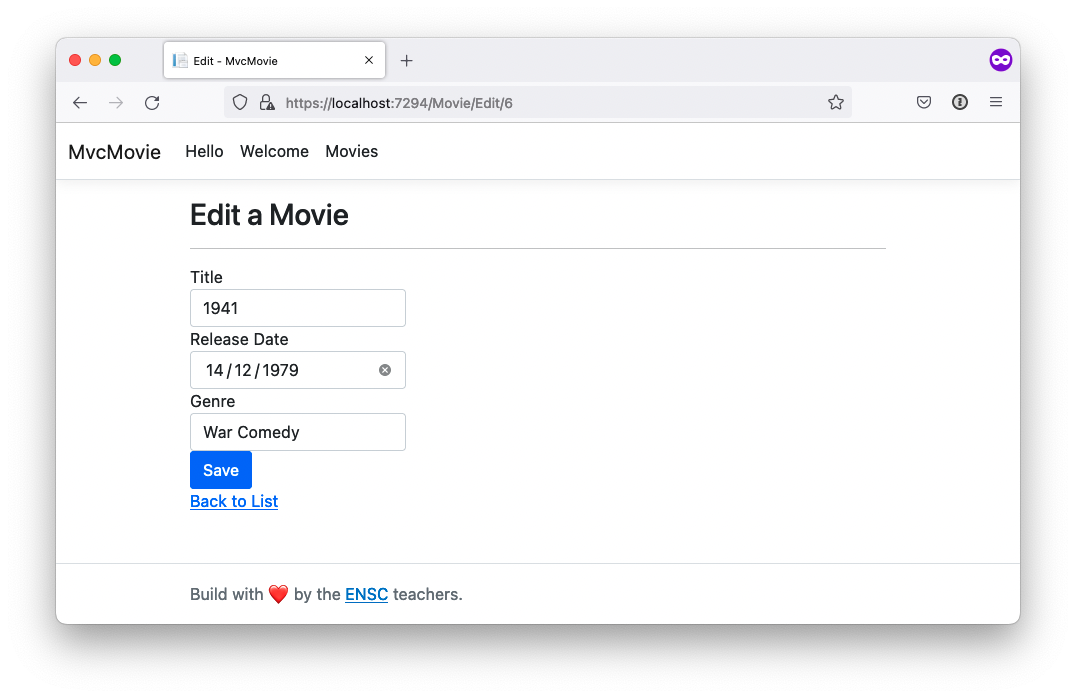 Edit - MvcMovie
https://localhost:7294/Movie/Edit/6
MvcMovie Hello Welcome Movies
Edit a Movie
Title
1941
Release Date
14/12/1979
Genre
War Comedy
Save
Back to List
Build with ❤️ by the ENSC teachers.